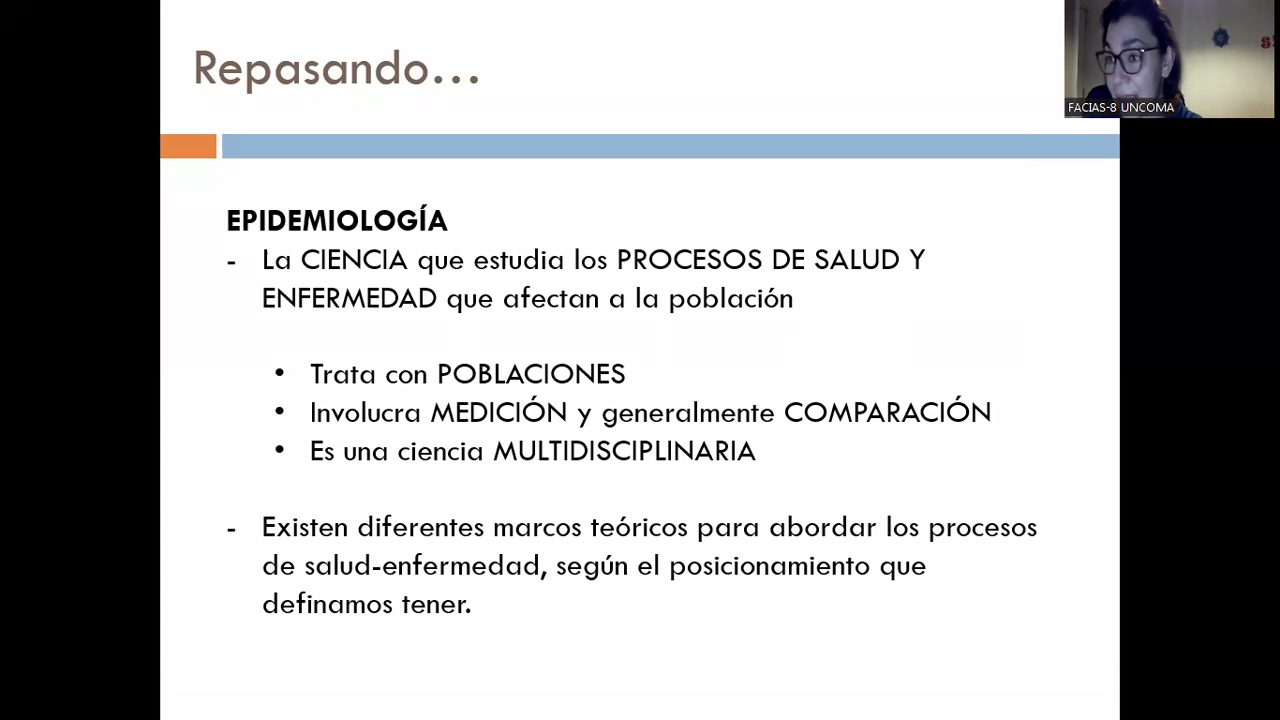 Repasando...
FACIAS-8 UNCOMA
EPIDEMIOLOGÍA
- La CIENCIA que estudia los PROCESOS DE SALUD Y
ENFERMEDAD que afectan a la población
• Trata con POBLACIONES
• Involucra MEDICIÓN y generalmente COMPARACIÓN
• Es una ciencia MULTIDISCIPLINARIA
- Existen diferentes marcos teóricos para abordar los procesos
de salud-enfermedad, según el posicionamiento que
definamos tener.